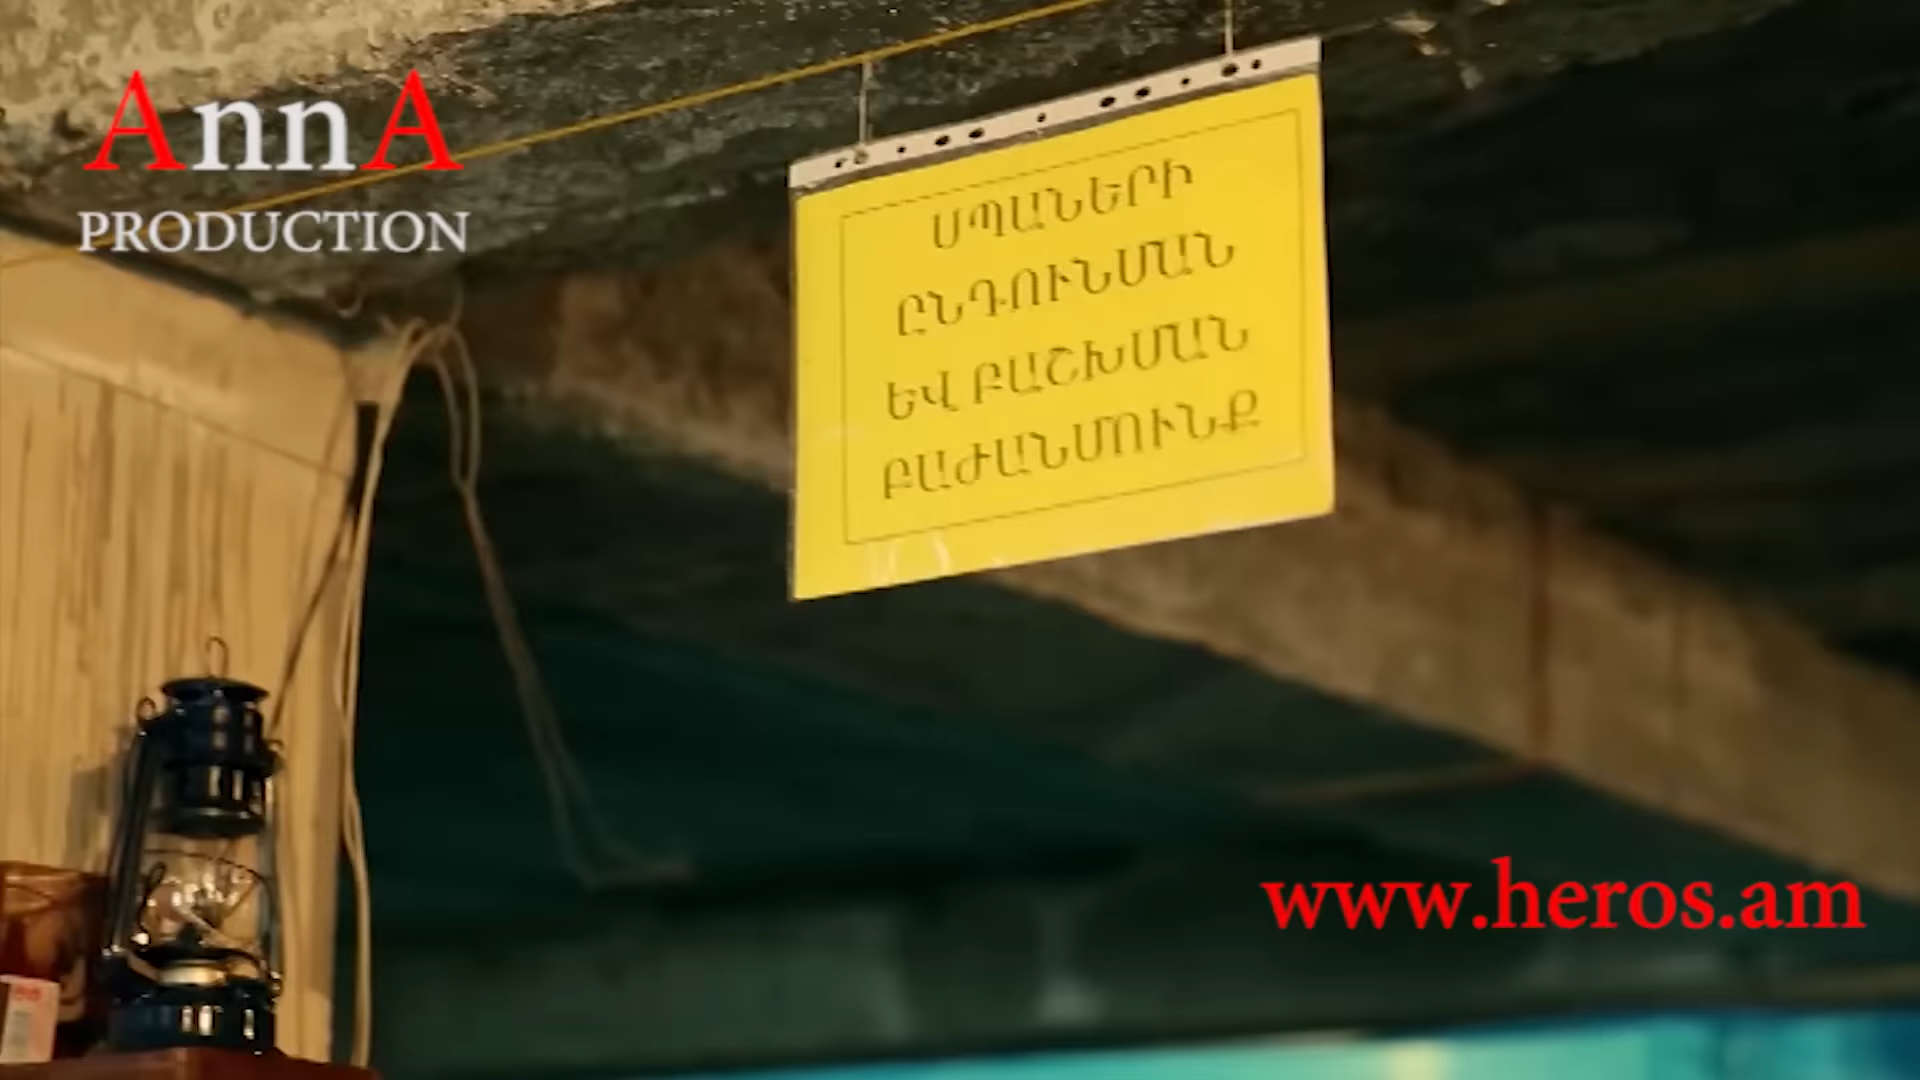 AnnA
PRODUCTION
ՍՊԱՆԵՐԻ
ԸՆԴՈՒՆՄԱՆ
ԵՎ ԲԱՇԽՄԱՆ
ԲԱԺԱՆՄՈՒՆՔ
www.heros.am